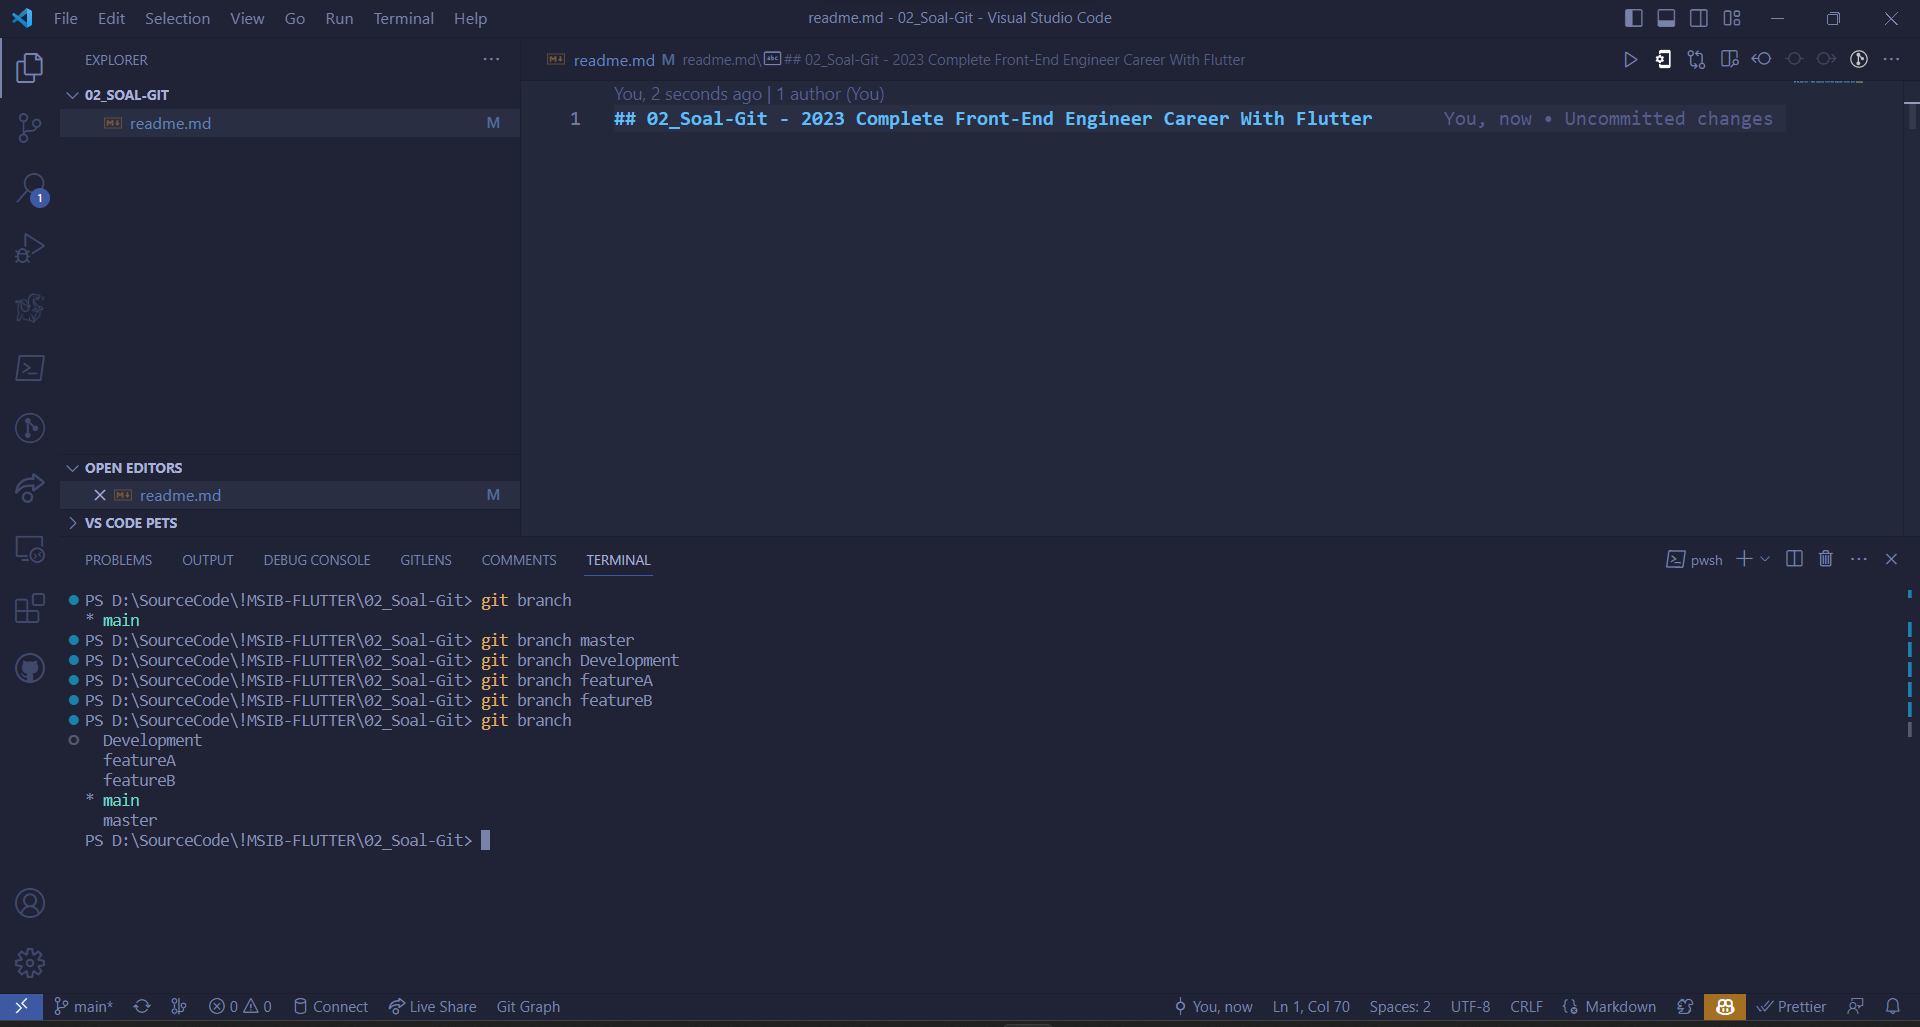 File Edit Selection View Go Run Terminal Help
readme.md - 02_Soal-Git - Visual Studio Code
EXPLORER
02_SOAL-GIT
readme.md M
1
OPEN EDITORS
readme.md M
VS CODE PETS
readme.md M readme.md\ abc ## 02_Soal-Git - 2023 Complete Front-End Engineer Career With Flutter
You, 2 seconds ago | 1 author (You)
1 ## 02_Soal-Git - 2023 Complete Front-End Engineer Career With Flutter You, now • Uncommitted changes
PROBLEMS OUTPUT DEBUG CONSOLE GITLENS COMMENTS TERMINAL
pwsh
PS D:\SourceCode\!MSIB-FLUTTER\02_Soal-Git> git branch
* main
PS D:\SourceCode\!MSIB-FLUTTER\02_Soal-Git> git branch master
PS D:\SourceCode\!MSIB-FLUTTER\02_Soal-Git> git branch Development
PS D:\SourceCode\!MSIB-FLUTTER\02_Soal-Git> git branch featureA
PS D:\SourceCode\!MSIB-FLUTTER\02_Soal-Git> git branch featureB
PS D:\SourceCode\!MSIB-FLUTTER\02_Soal-Git> git branch
Development
featureA
featureB
* main
master
PS D:\SourceCode\!MSIB-FLUTTER\02_Soal-Git>
main* 0 0 Connect Live Share Git Graph You, now Ln 1, Col 70 Spaces: 2 UTF-8 CRLF Markdown Prettier